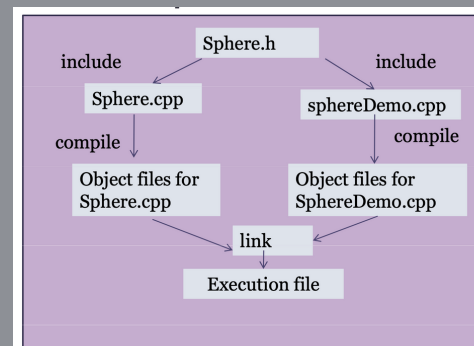 Sphere.h
include
include
Sphere.cpp
sphereDemo.cpp
compile
compile
Object files for
Sphere.cpp
Object files for
SphereDemo.cpp
link
Execution file